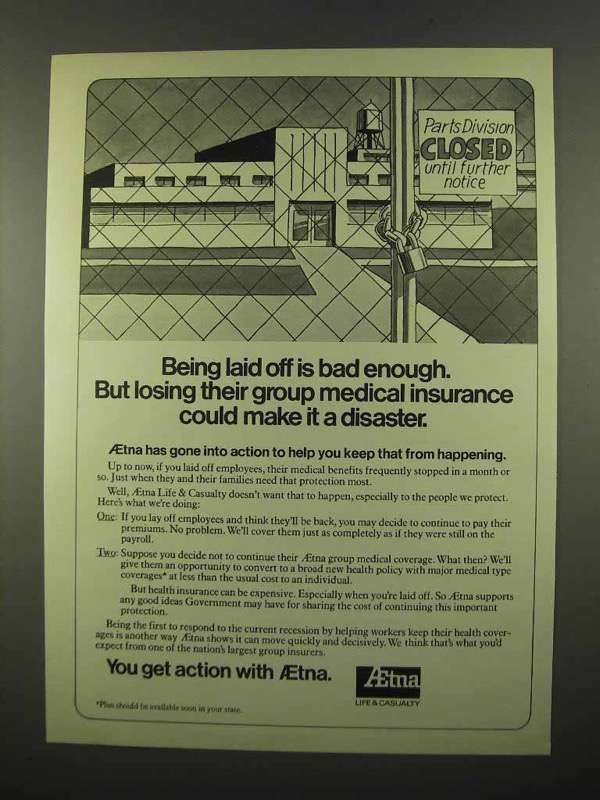 Parts Division
CLOSED
until further
notice
Being laid off is bad enough.
But losing their group medical insurance
could make it a disaster.
Ætna has gone into action to help you keep that from happening.
Up to now, if you laid off employees, their medical benefits frequently stopped in a month or
so. Just when they and their families need that protection most.
Well, Ætna Life & Casualty doesn't want that to happen, especially to the people we protect.
Here's what we're doing:
One: If you lay off employees and think they'll be back, you may decide to continue to pay their
premiums. No problem. We'll cover them just as completely as if they were still on the
payroll.
Two: Suppose you decide not to continue their Ætna group medical coverage. What then? We'll
give them an opportunity to convert to a broad new health policy with major medical type
coverages* at less than the usual cost to an individual.
But health insurance can be expensive. Especially when you're laid off. So Ætna supports
any good ideas Government may have for sharing the cost of continuing this important
protection.
Being the first to respond to the current recession by helping workers keep their health cover-
ages is another way Ætna shows it can move quickly and decisively. We think that's what you'd
expect from one of the nation's largest group insurers.
You get action with Ætna.
Ætna
LIFE & CASUALTY
*Plan should be available soon in your state.